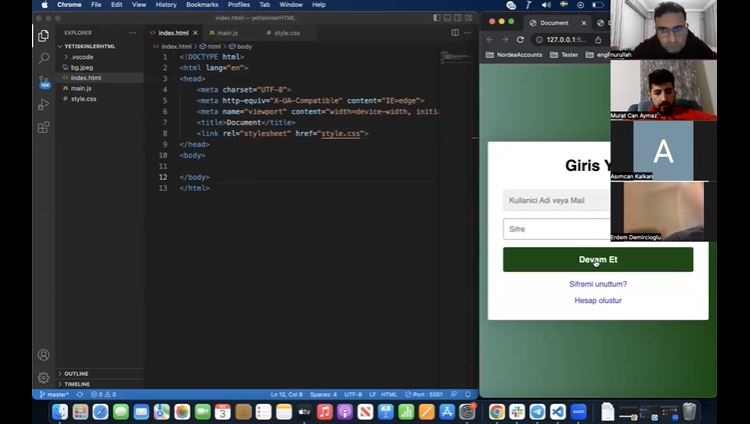 Chrome File Edit View History Bookmarks Profiles Tab Window Help
index.html — yetiskinlerHTML
EXPLORER
YETISKINLERHTML
.vscode
bg.jpeg
index.html
main.js
style.css
OUTLINE
TIMELINE
index.html main.js style.css
index.html > html > body
1 <!DOCTYPE html>
2 <html lang="en">
3 <head>
4 <meta charset="UTF-8">
5 <meta http-equiv="X-UA-Compatible" content="IE=edge">
6 <meta name="viewport" content="width=device-width, initia
7 <title>Document</title>
8 <link rel="stylesheet" href="style.css">
9 </head>
10 <body>
11
12 </body>
13 </html>
main* 0 0 Ln 12, Col 8 Spaces: 4 UTF-8 LF HTML Port : 5501
Document
127.0.0.1:5...
NordeaAccounts Tester
Giris Y
Kullanici Adi veya Mail
Sifre
Devam Et
Sifremi unuttum?
Hesap olustur
nurullah
Murat Can Aymaz
A
Asımcan Kalkan
Erdem Demircioglu